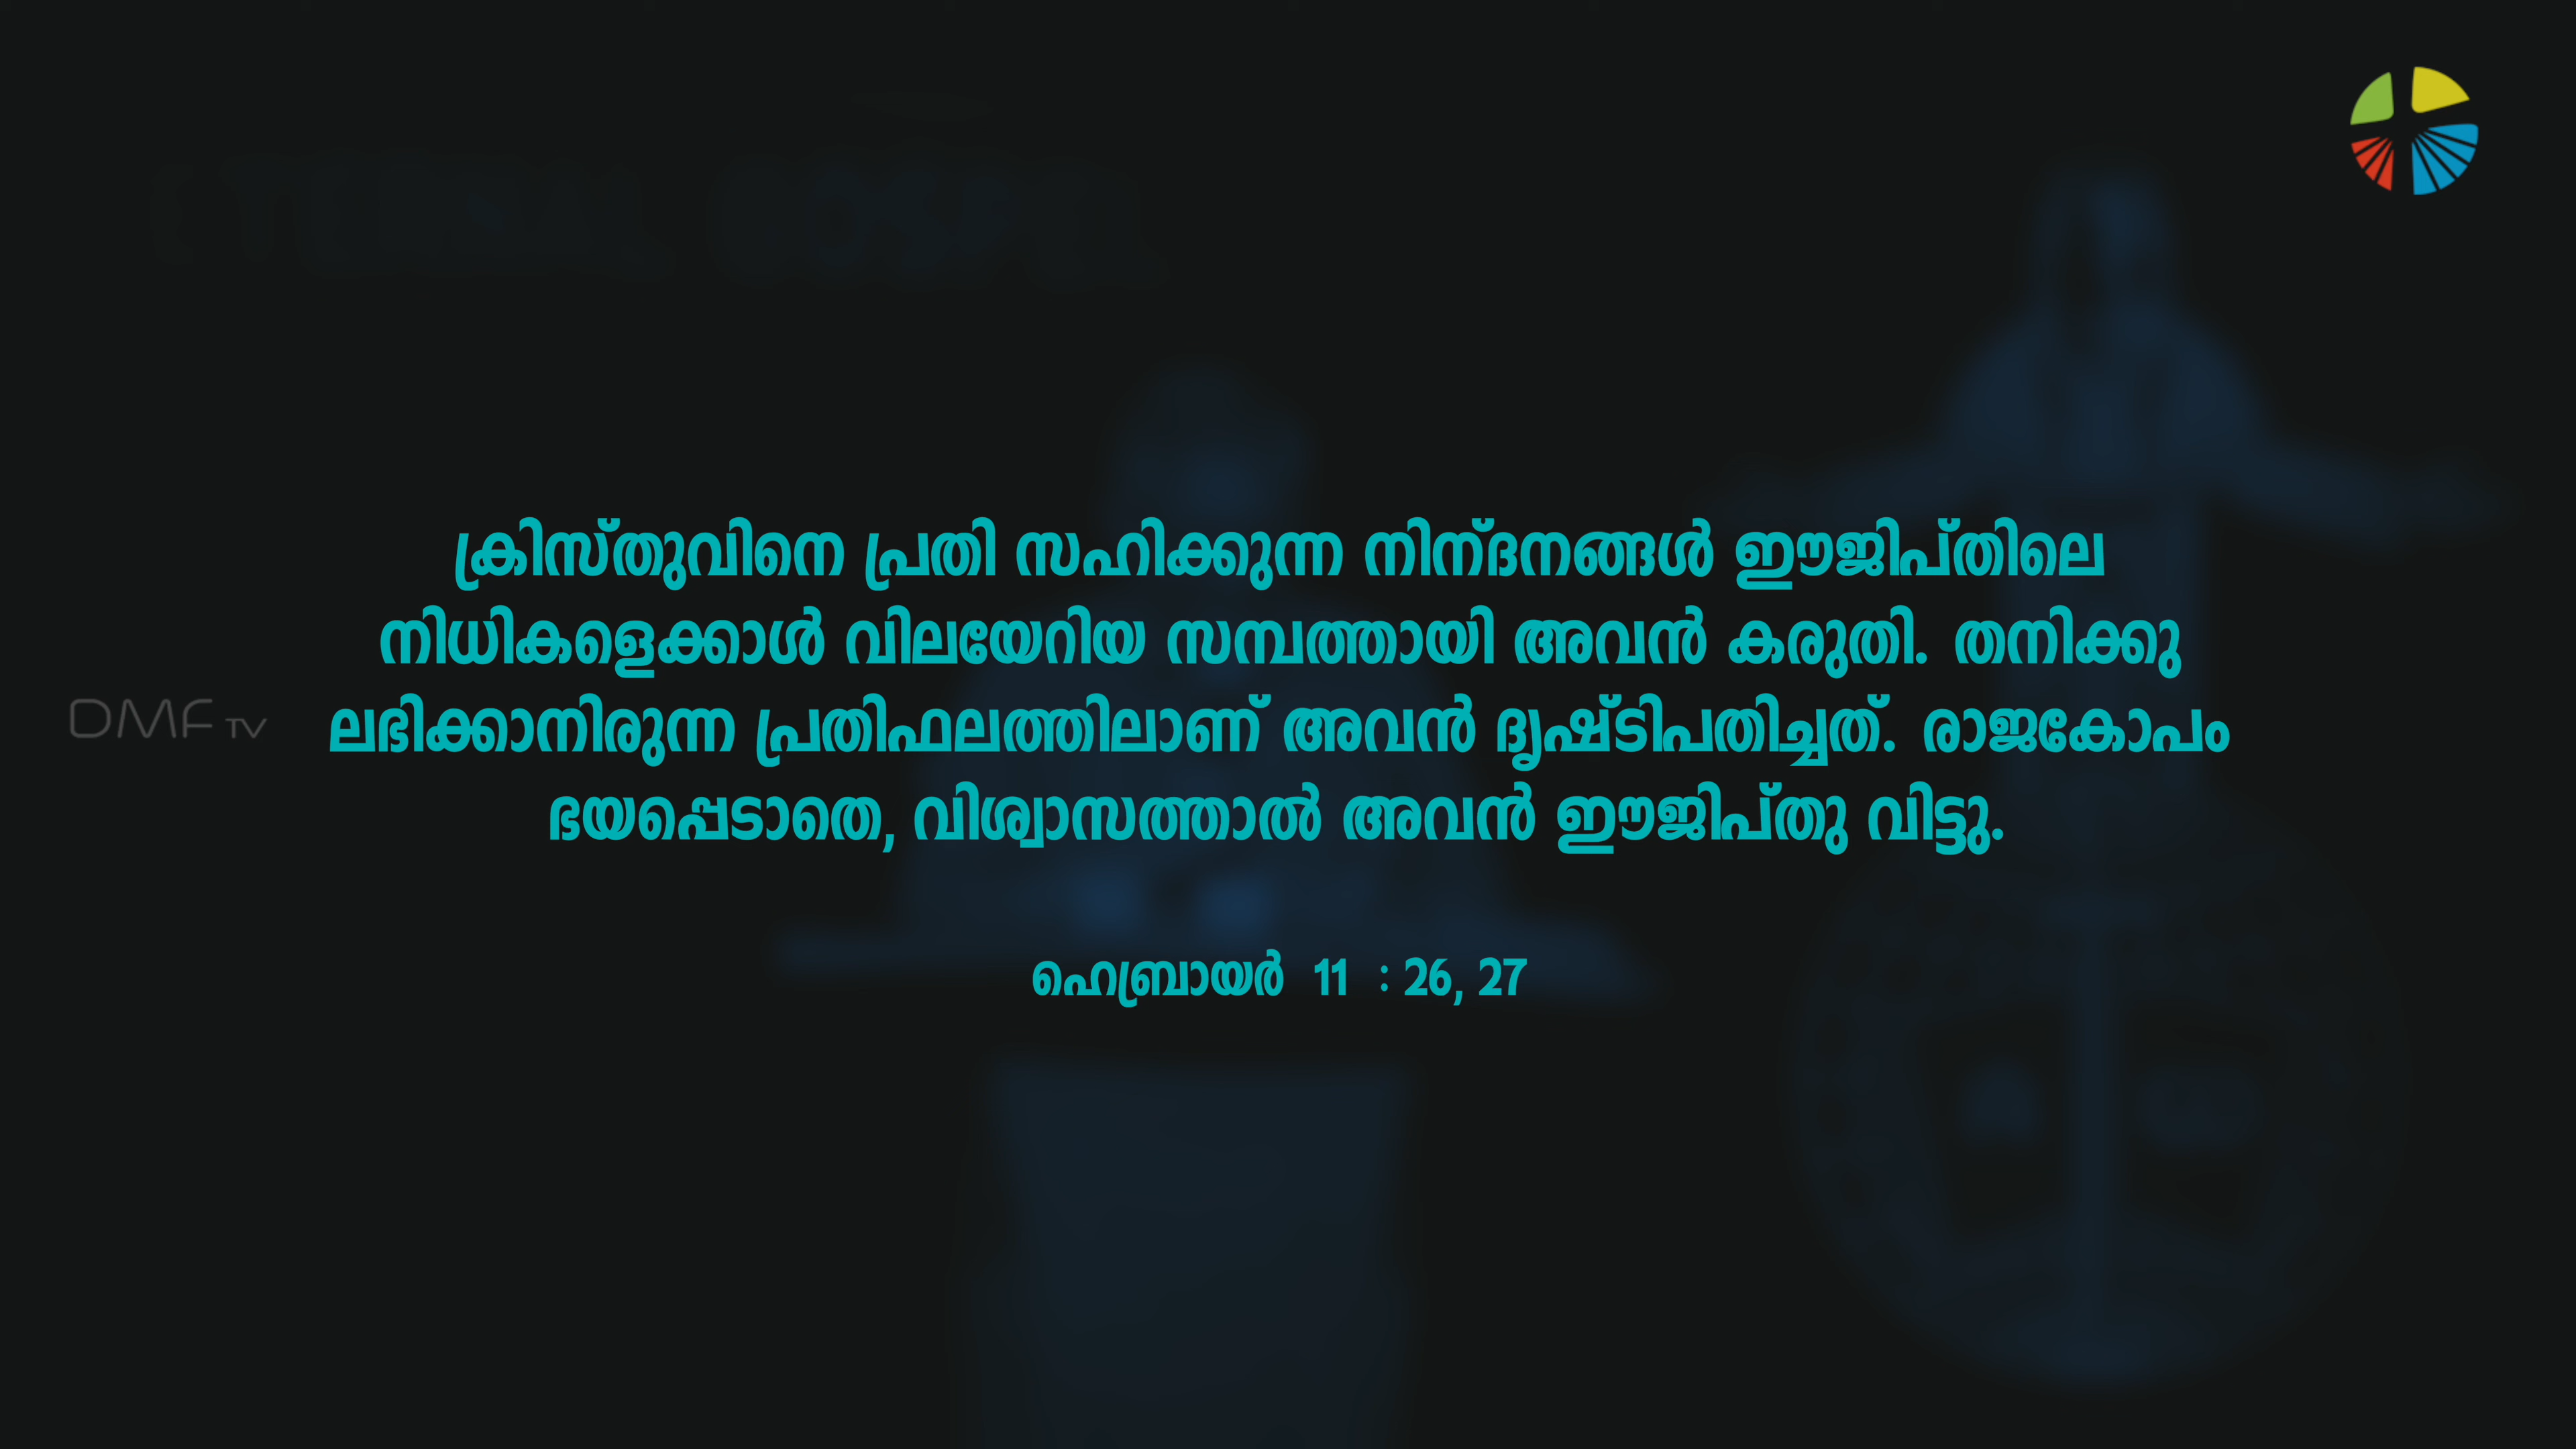 ക്രിസ്തുവിനെ പ്രതി സഹിക്കുന്ന നിന്ദനങ്ങൾ ഈജിപ്തിലെ
നിധികളെക്കാൾ വിലയേറിയ സമ്പത്തായി അവൻ കരുതി. തനിക്കു
DMF TV
ലഭിക്കാനിരുന്ന പ്രതിഫലത്തിലാണ് അവൻ ദൃഷ്ടിപതിച്ചത്. രാജകോപം
ഭയപ്പെടാതെ, വിശ്വാസത്താൽ അവൻ ഈജിപ്തു വിട്ടു.
ഹെബ്രായർ 11 : 26, 27